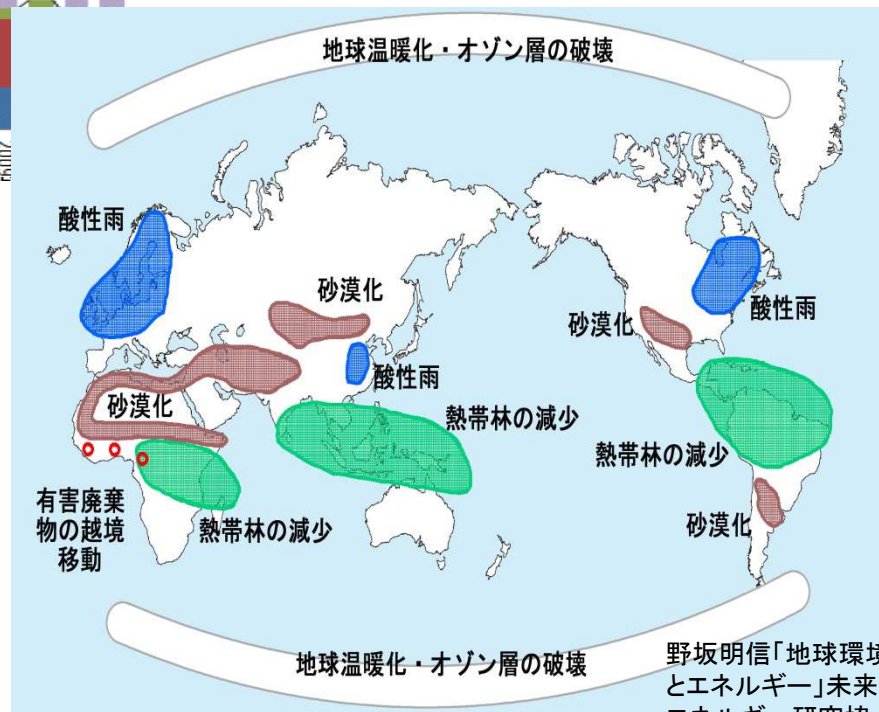 地球温暖化・オゾン層の破壊
酸性雨
砂漠化
砂漠化
酸性雨
酸性雨
砂漠化
熱帯林の減少
熱帯林の減少
有害廃棄
物の越境
移動
熱帯林の減少
砂漠化
地球温暖化・オゾン層の破壊
野坂明信「地球環境
とエネルギー」未来